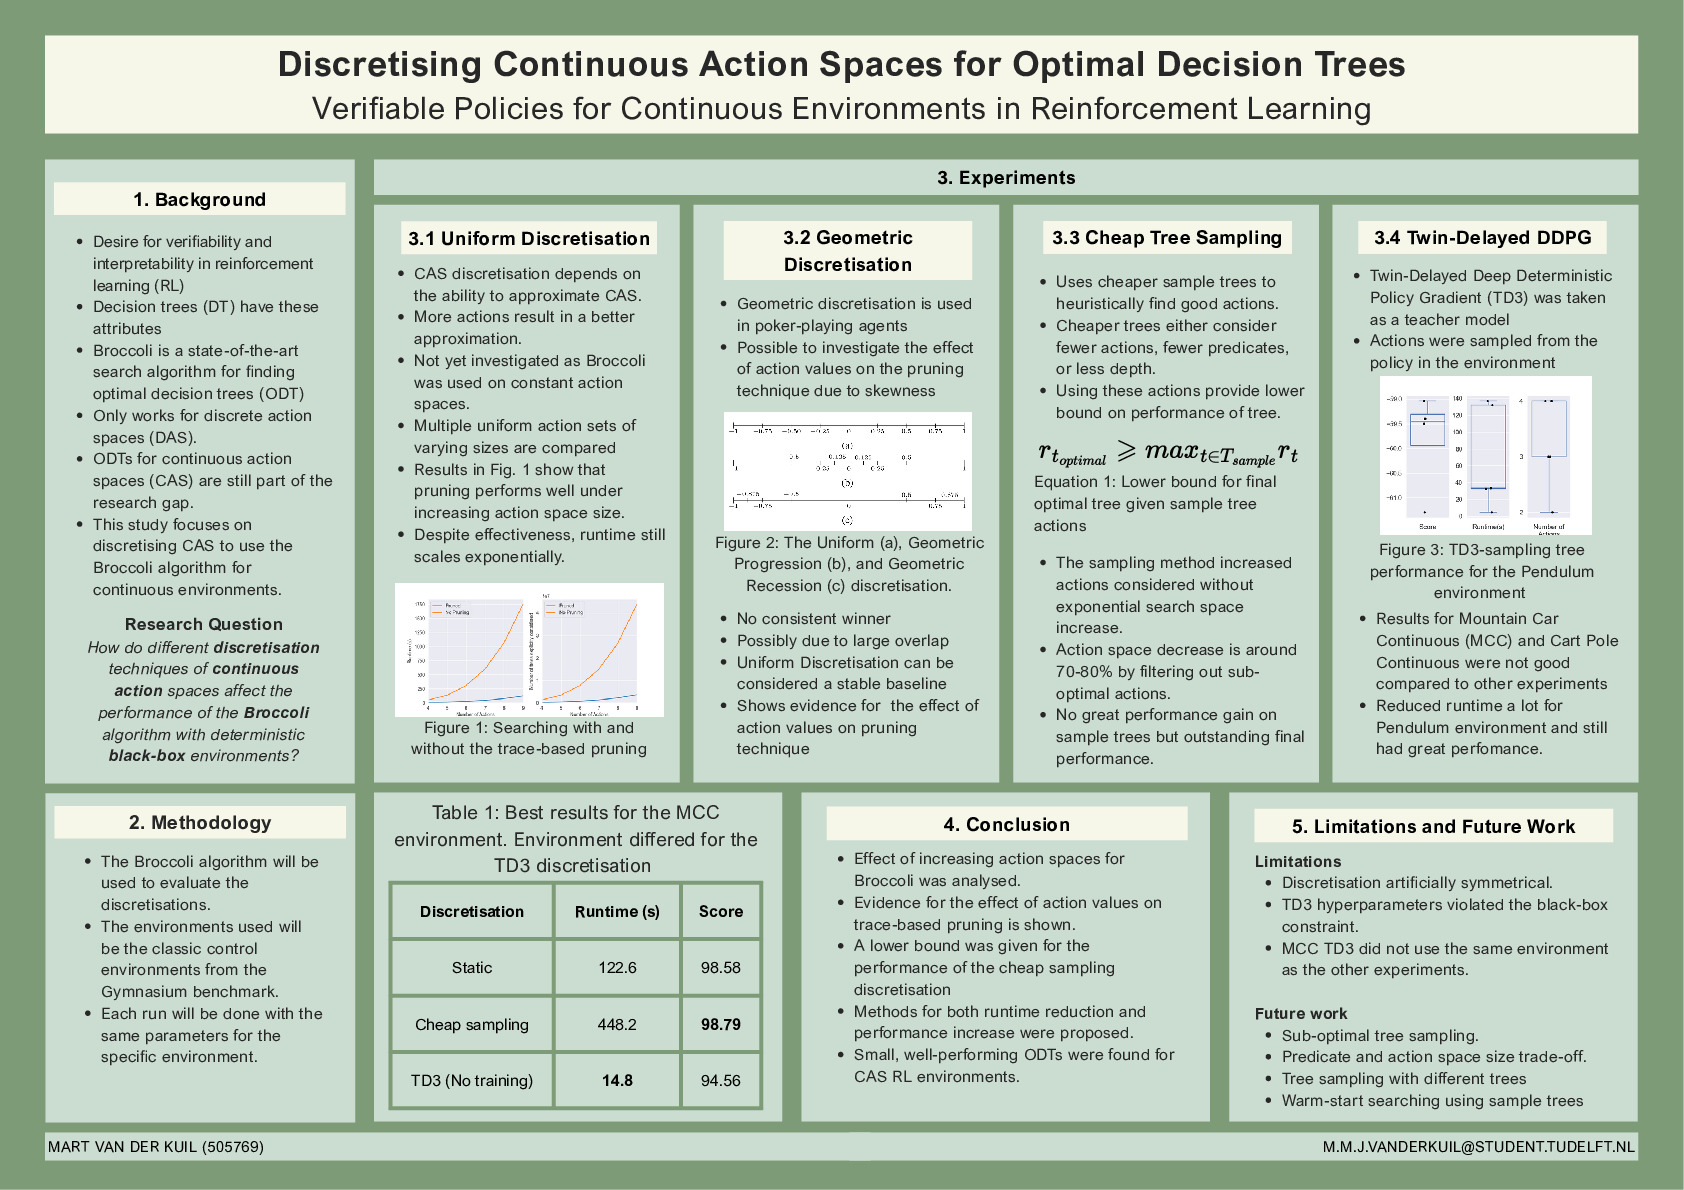 Discretising Continuous Action Spaces for Optimal Decision Trees
Verifiable Policies for Continuous Environments in Reinforcement Learning
1. Background
• Desire for verifiability and
interpretability in reinforcement
learning (RL)
• Decision trees (DT) have these
attributes
• Broccoli is a state-of-the-art
search algorithm for finding
optimal decision trees (ODT)
• Only works for discrete action
spaces (DAS).
• ODTs for continuous action
spaces (CAS) are still part of the
research gap.
• This study focuses on
discretising CAS to use the
Broccoli algorithm for
continuous environments.
Research Question
How do different discretisation
techniques of continuous
action spaces affect the
performance of the Broccoli
algorithm with deterministic
black-box environments?
2. Methodology
• The Broccoli algorithm will be
used to evaluate the
discretisations.
• The environments used will
be the classic control
environments from the
Gymnasium benchmark.
• Each run will be done with the
same parameters for the
specific environment.
3. Experiments
3.1 Uniform Discretisation
• CAS discretisation depends on
the ability to approximate CAS.
• More actions result in a better
approximation.
• Not yet investigated as Broccoli
was used on constant action
spaces.
• Multiple uniform action sets of
varying sizes are compared
• Results in Fig. 1 show that
pruning performs well under
increasing action space size.
• Despite effectiveness, runtime still
scales exponentially.
Pruned
No Pruning
Pruned
No Pruning
Number of Actions
Number of Actions
Figure 1: Searching with and
without the trace-based pruning
3.2 Geometric
Discretisation
• Geometric discretisation is used
in poker-playing agents
• Possible to investigate the effect
of action values on the pruning
technique due to skewness
-1 -0.75 -0.50 -0.25 0 0.25 0.50 0.75 1
(a)
(b)
(c)
Figure 2: The Uniform (a), Geometric
Progression (b), and Geometric
Recession (c) discretisation.
• No consistent winner
• Possibly due to large overlap
• Uniform Discretisation can be
considered a stable baseline
• Shows evidence for the effect of
action values on pruning
technique
3.3 Cheap Tree Sampling
• Uses cheaper sample trees to
heuristically find good actions.
• Cheaper trees either consider
fewer actions, fewer predicates,
or less depth.
• Using these actions provide lower
bound on performance of tree.
r_{t_{optimal}} ⩾ max_{t∈T_{sample}} r_t
Equation 1: Lower bound for final
optimal tree given sample tree
actions
• The sampling method increased
actions considered without
exponential search space
increase.
• Action space decrease is around
70-80% by filtering out sub-
optimal actions.
• No great performance gain on
sample trees but outstanding final
performance.
3.4 Twin-Delayed DDPG
• Twin-Delayed Deep Deterministic
Policy Gradient (TD3) was taken
as a teacher model
• Actions were sampled from the
policy in the environment
Score
Runtime(s)
Number of
Actions
Figure 3: TD3-sampling tree
performance for the Pendulum
environment
• Results for Mountain Car
Continuous (MCC) and Cart Pole
Continuous were not good
compared to other experiments
• Reduced runtime a lot for
Pendulum environment and still
had great perfomance.
Table 1: Best results for the MCC
environment. Environment differed for the
TD3 discretisation
Discretisation Runtime (s) Score
Static 122.6 98.58
Cheap sampling 448.2 98.79
TD3 (No training) 14.8 94.56
4. Conclusion
• Effect of increasing action spaces for
Broccoli was analysed.
• Evidence for the effect of action values on
trace-based pruning is shown.
• A lower bound was given for the
performance of the cheap sampling
discretisation
• Methods for both runtime reduction and
performance increase were proposed.
• Small, well-performing ODTs were found for
CAS RL environments.
5. Limitations and Future Work
Limitations
• Discretisation artificially symmetrical.
• TD3 hyperparameters violated the black-box
constraint.
• MCC TD3 did not use the same environment
as the other experiments.
Future work
• Sub-optimal tree sampling.
• Predicate and action space size trade-off.
• Tree sampling with different trees
• Warm-start searching using sample trees
MART VAN DER KUIL (505769)
M.M.J.VANDERKUIL@STUDENT.TUDELFT.NL